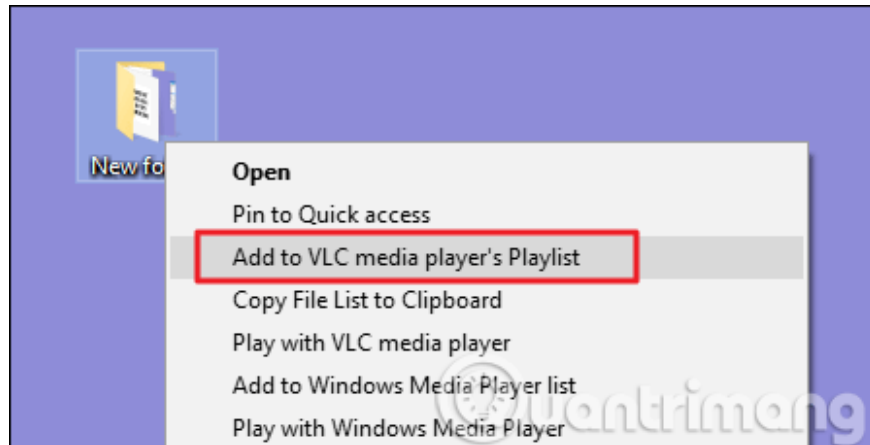 New fo
Open
Pin to Quick access
Add to VLC media player's Playlist
Copy File List to Clipboard
Play with VLC media player
Add to Windows Media Player list
Play with Windows Media Player
uantrimang